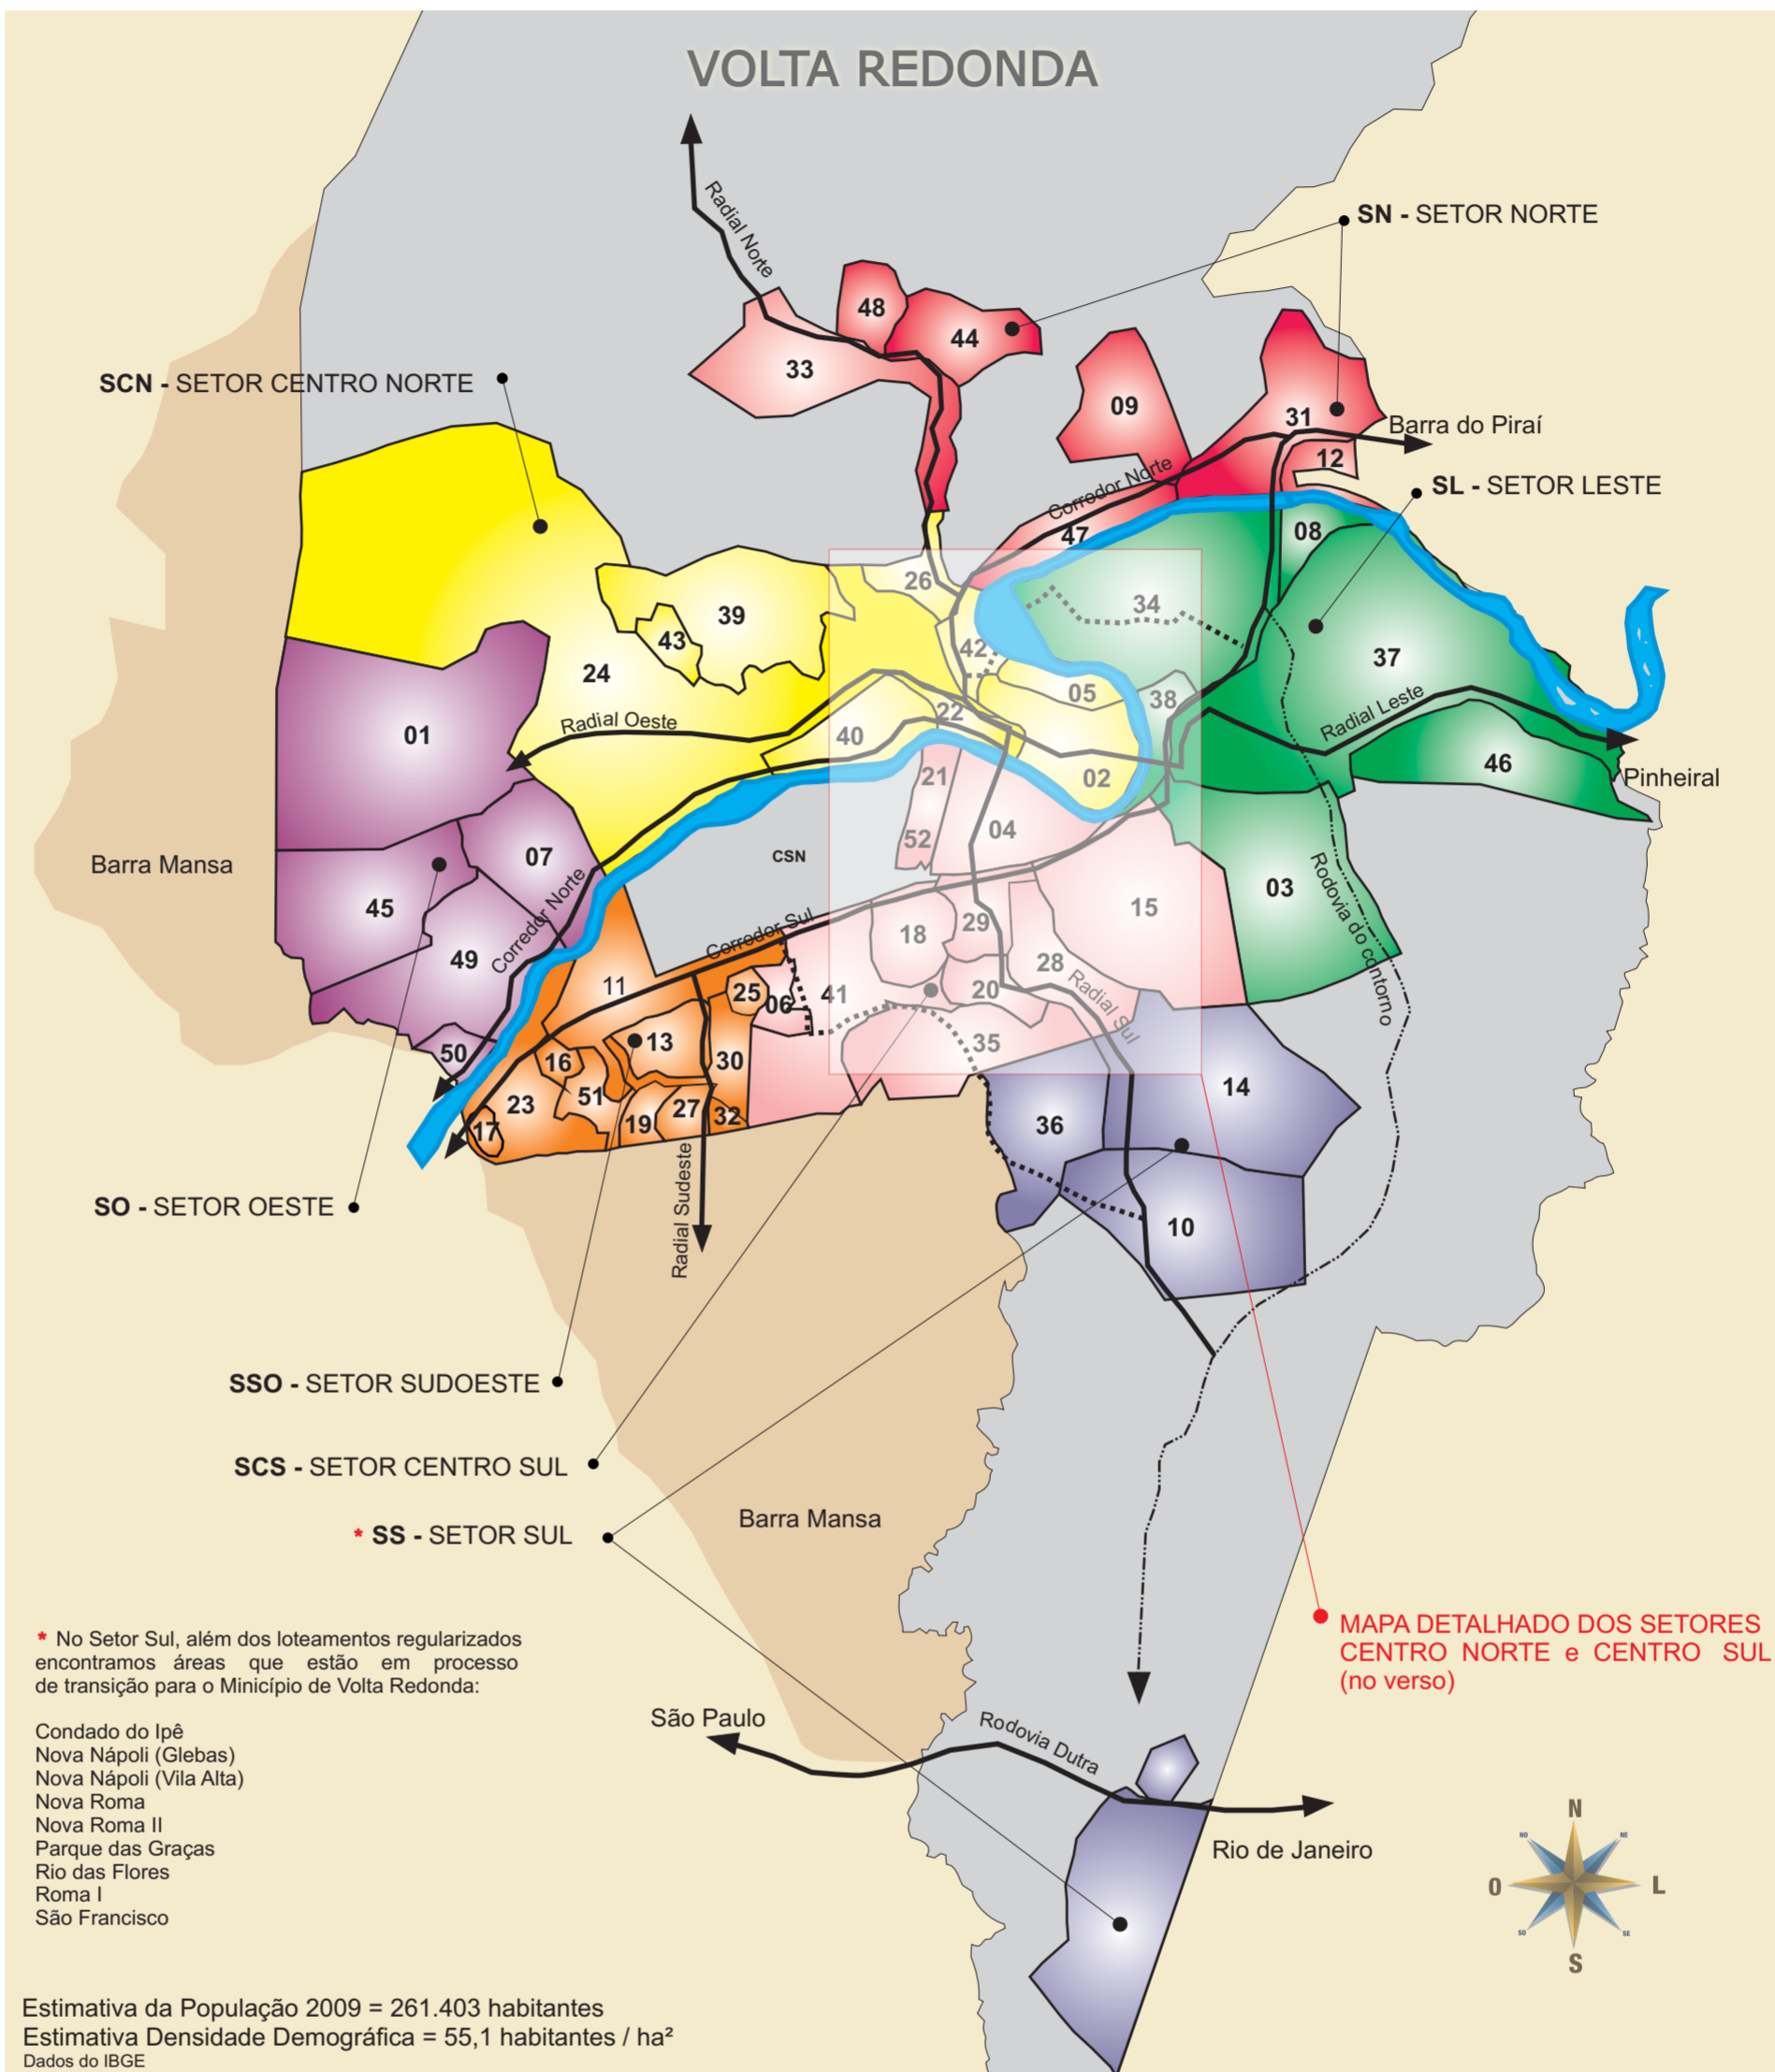 VOLTA REDONDA
Radial Norte
SN - SETOR NORTE
48
44
33
SCN - SETOR CENTRO NORTE
09
31
Barra do Piraí
12
SL - SETOR LESTE
Corredor Norte
47
08
26
34
39
43
42
37
24
05
38
Radial Leste
22
Radial Oeste
01
40
46
02
Pinheiral
21
04
52
CSN
07
Barra Mansa
03
Rodovia do contorno
45
15
Corredor Sul
18
29
Corredor Norte
49
28
11
25
06
41
20
Radial Sul
35
13
50
16
30
14
51
23
27
32
19
17
36
Radial Sudeste
SO - SETOR OESTE
10
SSO - SETOR SUDOESTE
SCS - SETOR CENTRO SUL
Barra Mansa
* SS - SETOR SUL
MAPA DETALHADO DOS SETORES
CENTRO NORTE e CENTRO SUL
(no verso)
* No Setor Sul, além dos loteamentos regularizados
encontramos áreas que estão em processo
de transição para o Minicípio de Volta Redonda:
Condado do Ipê
Nova Nápoli (Glebas)
Nova Nápoli (Vila Alta)
Nova Roma
Nova Roma II
Parque das Graças
Rio das Flores
Roma I
São Francisco
São Paulo
Rodovia Dutra
Rio de Janeiro
N
NO
NE
O
L
SO
SE
S
Estimativa da População 2009 = 261.403 habitantes
Estimativa Densidade Demográfica = 55,1 habitantes / ha²
Dados do IBGE